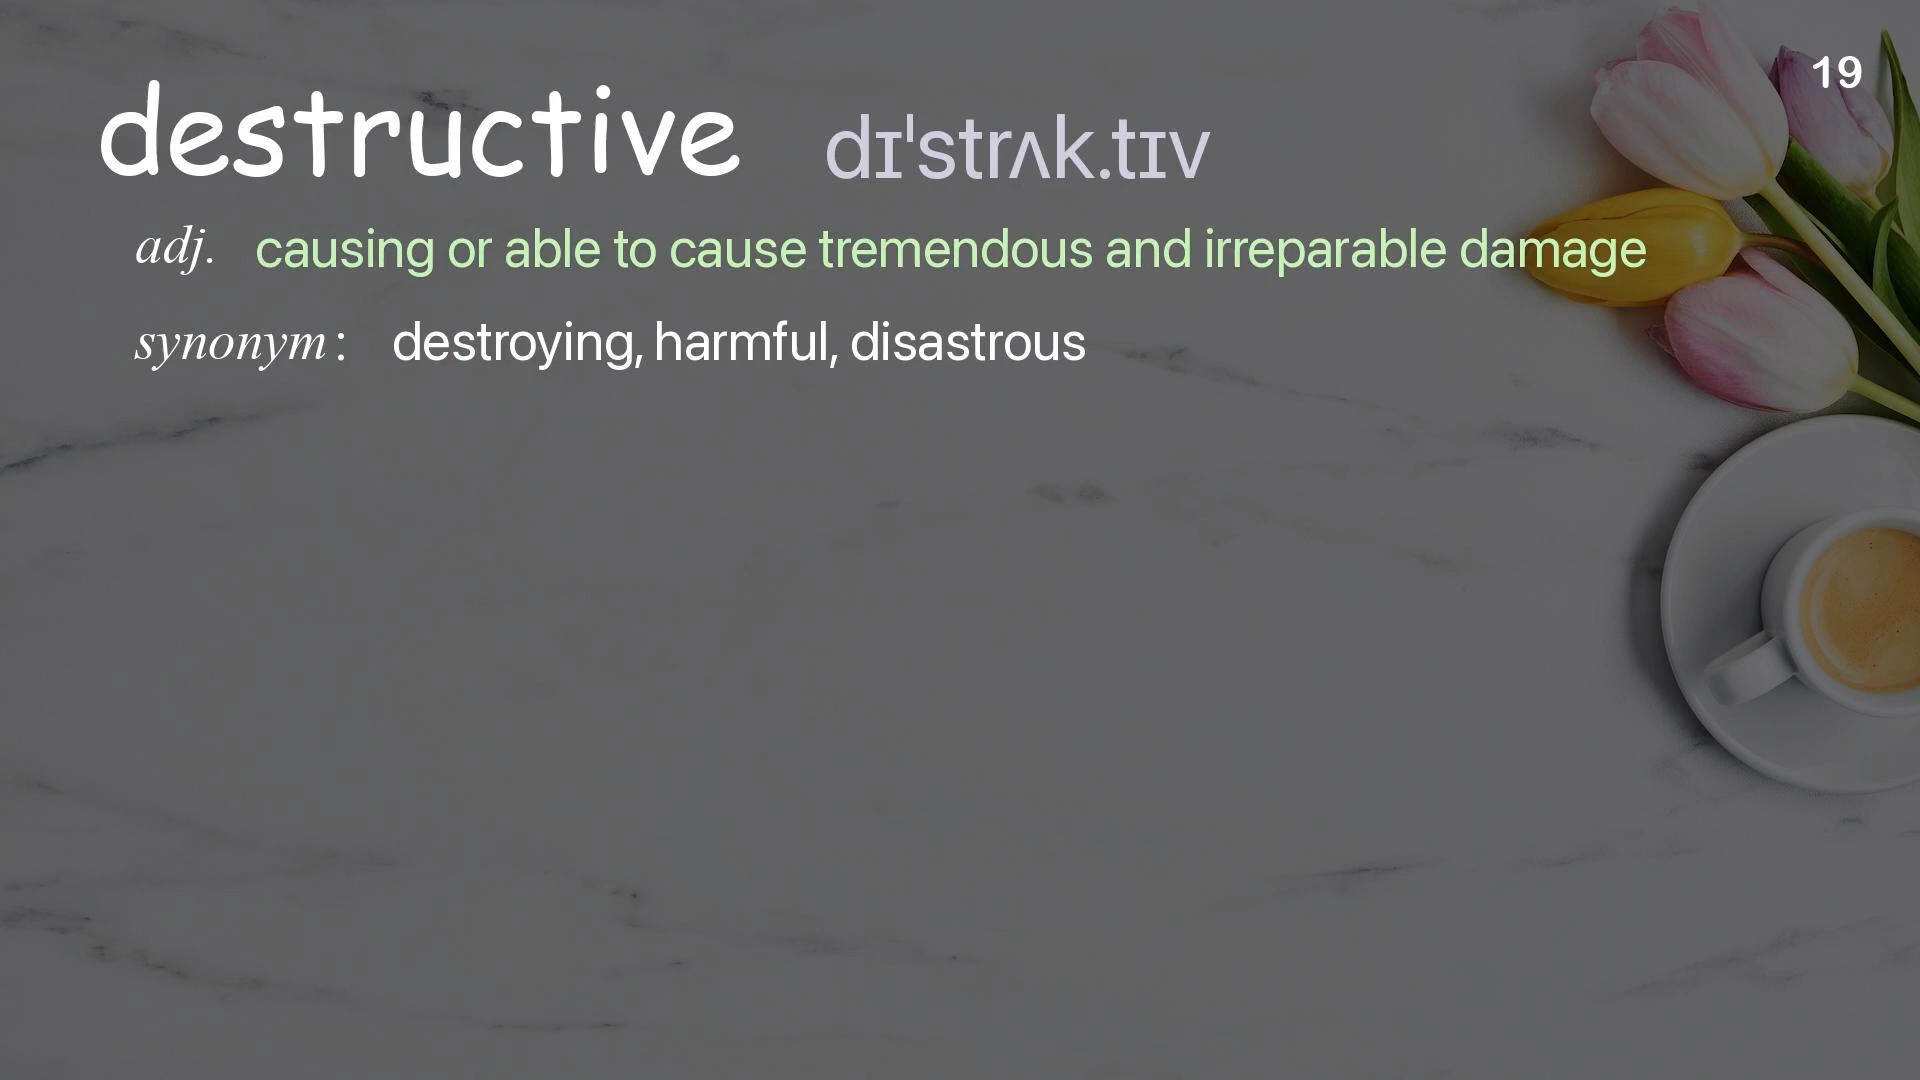 19
destructive dɪˈstrʌk.tɪv
adj. causing or able to cause tremendous and irreparable damage
synonym : destroying, harmful, disastrous